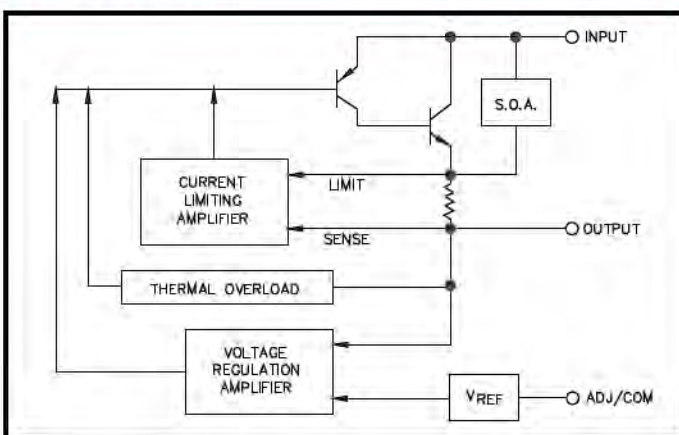 INPUT
S.O.A.
CURRENT
LIMITING
AMPLIFIER
LIMIT
SENSE
OUTPUT
THERMAL OVERLOAD
VOLTAGE
REGULATION
AMPLIFIER
VREF
ADJ/COM